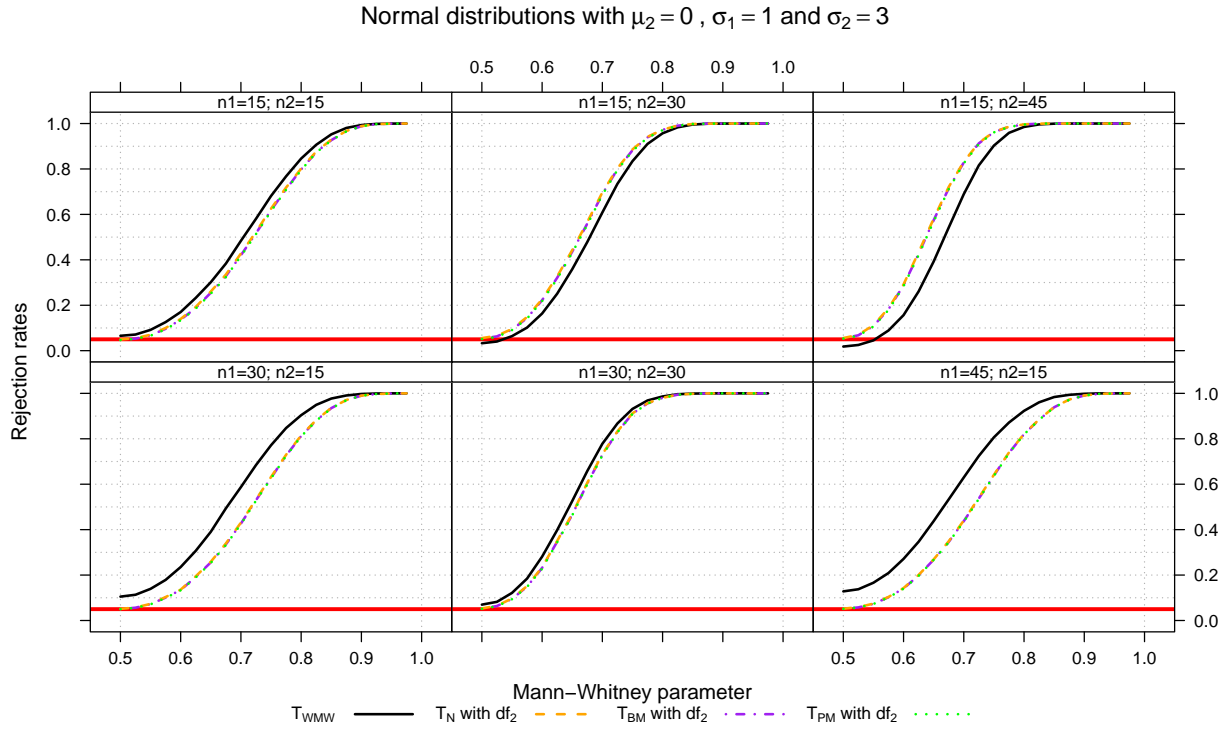 Normal distributions with μ₂ = 0 , σ₁ = 1 and σ₂ = 3
0.5 0.6 0.7 0.8 0.9 1.0
n1=15; n2=15 n1=15; n2=30 n1=15; n2=45
1.0
0.8
0.6
0.4
0.2
0.0
n1=30; n2=15 n1=30; n2=30 n1=45; n2=15
1.0
0.8
0.6
0.4
0.2
0.0
0.5 0.6 0.7 0.8 0.9 1.0 0.5 0.6 0.7 0.8 0.9 1.0
Rejection rates
Mann−Whitney parameter
T_WMW T_N with df₂ T_BM with df₂ T_PM with df₂